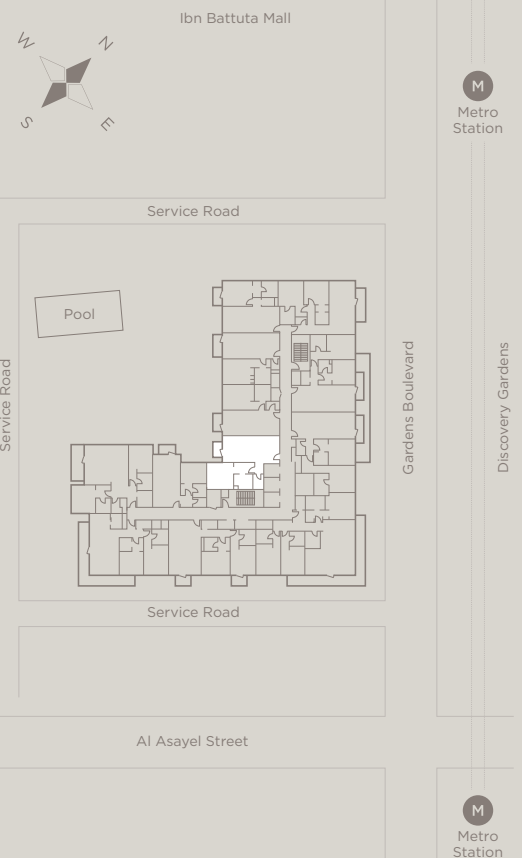 Ibn Battuta Mall
W
N
S
E
M
Metro
Station
Service Road
Pool
Service Road
Gardens Boulevard
Discovery Gardens
Service Road
Al Asayel Street
M
Metro
Station